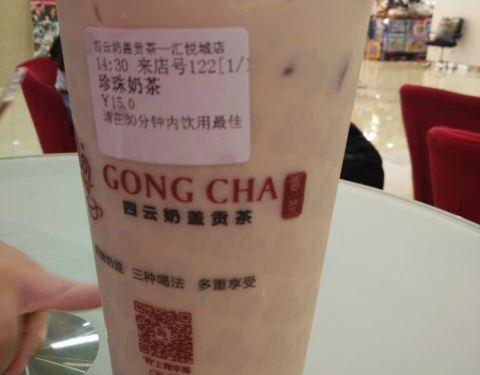 四云奶盖贡茶一汇悦城店
14:30 来店号122[1/1
珍珠奶茶
￥15.0
请在30分钟内饮用最佳
GONG CHA
四云奶盖贡茶
三种喝法 多重享受